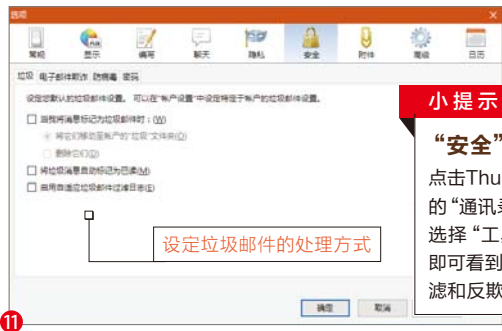 选项
常规 显示 编写 聊天 隐私 安全 附件 高级 日历
垃圾 电子邮件欺诈 防病毒 密码
设定您默认的垃圾邮件设置。 可以在“帐户设置”中设定特定于帐户的垃圾邮件设置。
当我将消息标记为垃圾邮件时：(W)
将它们移动至帐户的“垃圾”文件夹(O)
删除它们(D)
将垃圾消息自动标记为已读(M)
启用自适应垃圾邮件过滤日志(E)
设定垃圾邮件的处理方式
确定 取消
小提示
“安全”
点击Thu
的“通讯录
选择“工
即可看到
滤和反欺
11